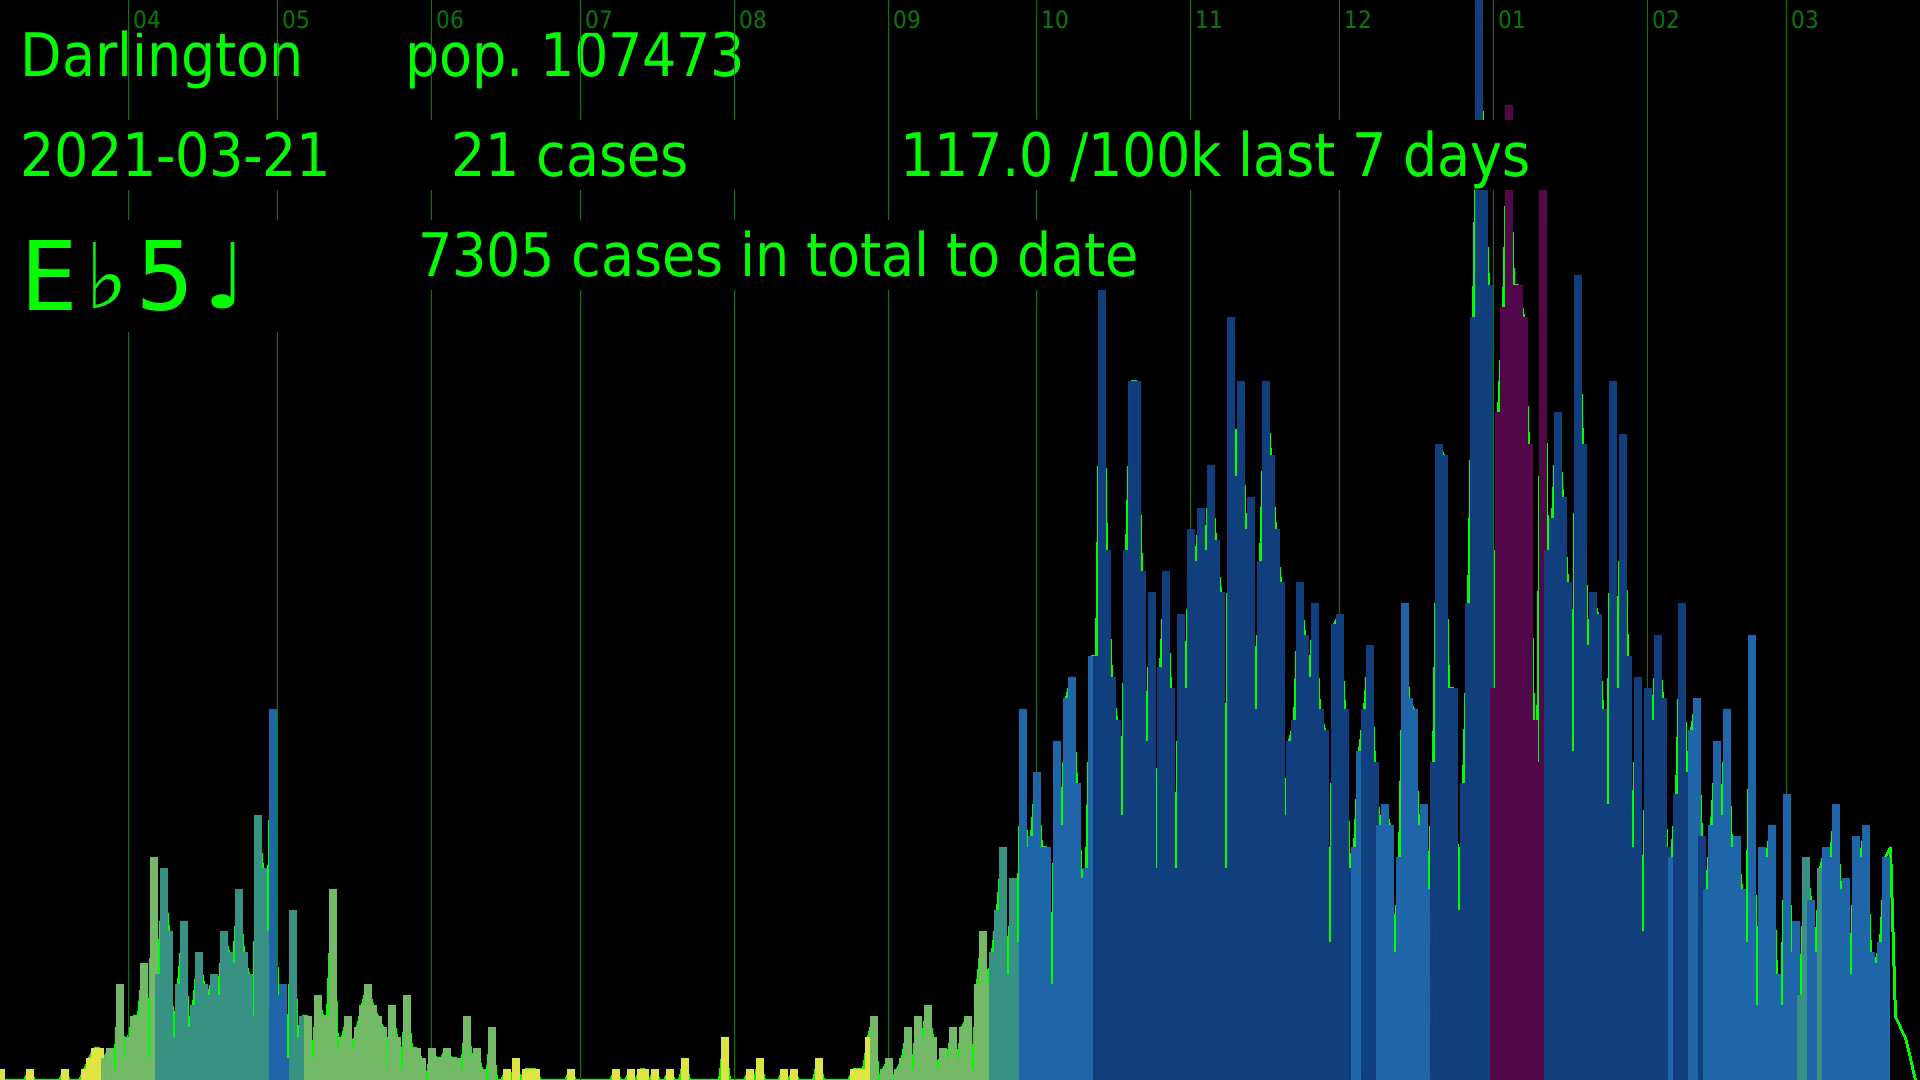 04 05 06 07 08 09 10 11 12 01 02 03
Darlington pop. 107473
2021-03-21 21 cases 117.0 /100k last 7 days
7305 cases in total to date
E♭5♩